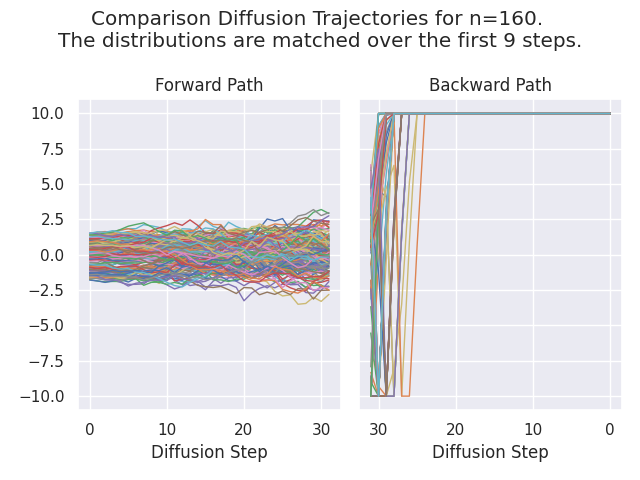 Comparison Diffusion Trajectories for n=160.
The distributions are matched over the first 9 steps.
Forward Path
Backward Path
10.0
7.5
5.0
2.5
0.0
−2.5
−5.0
−7.5
−10.0
0 10 20 30
30 20 10 0
Diffusion Step
Diffusion Step